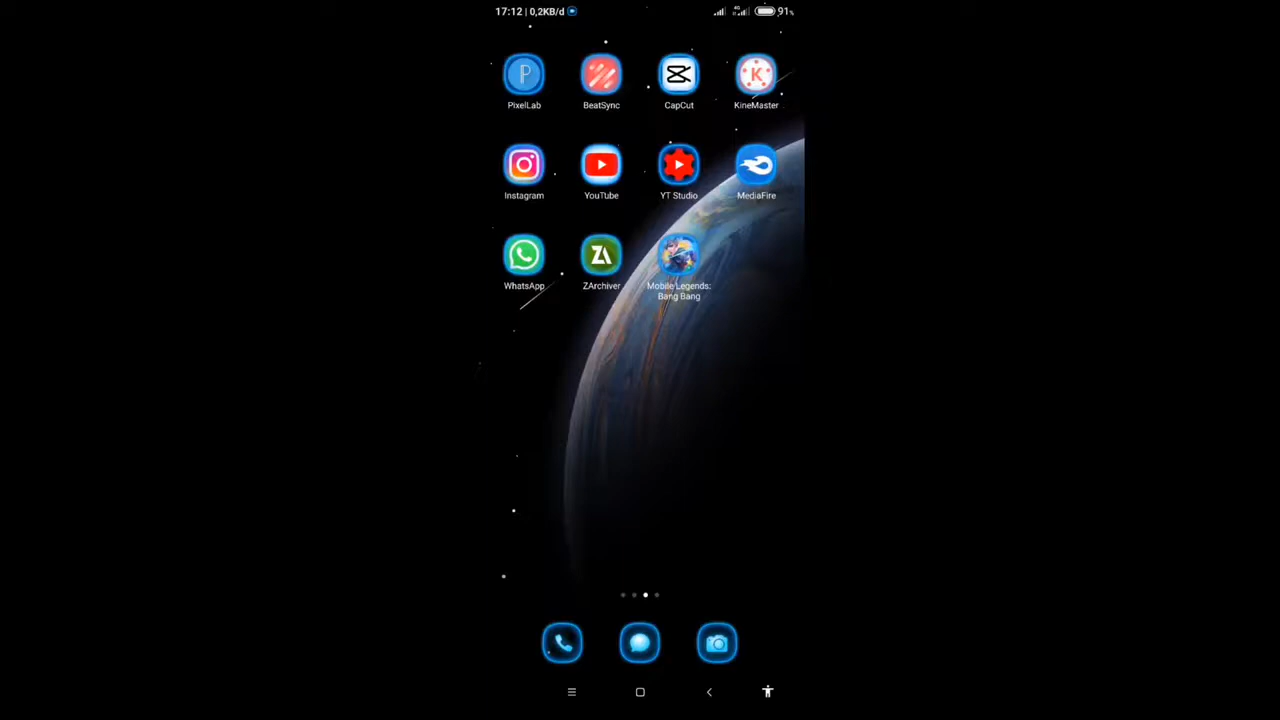 17:12 | 0,2KB/d
4G
91%
PixelLab
BeatSync
CapCut
KineMaster
Instagram
YouTube
YT Studio
MediaFire
WhatsApp
ZArchiver
Mobile Legends:
Bang Bang